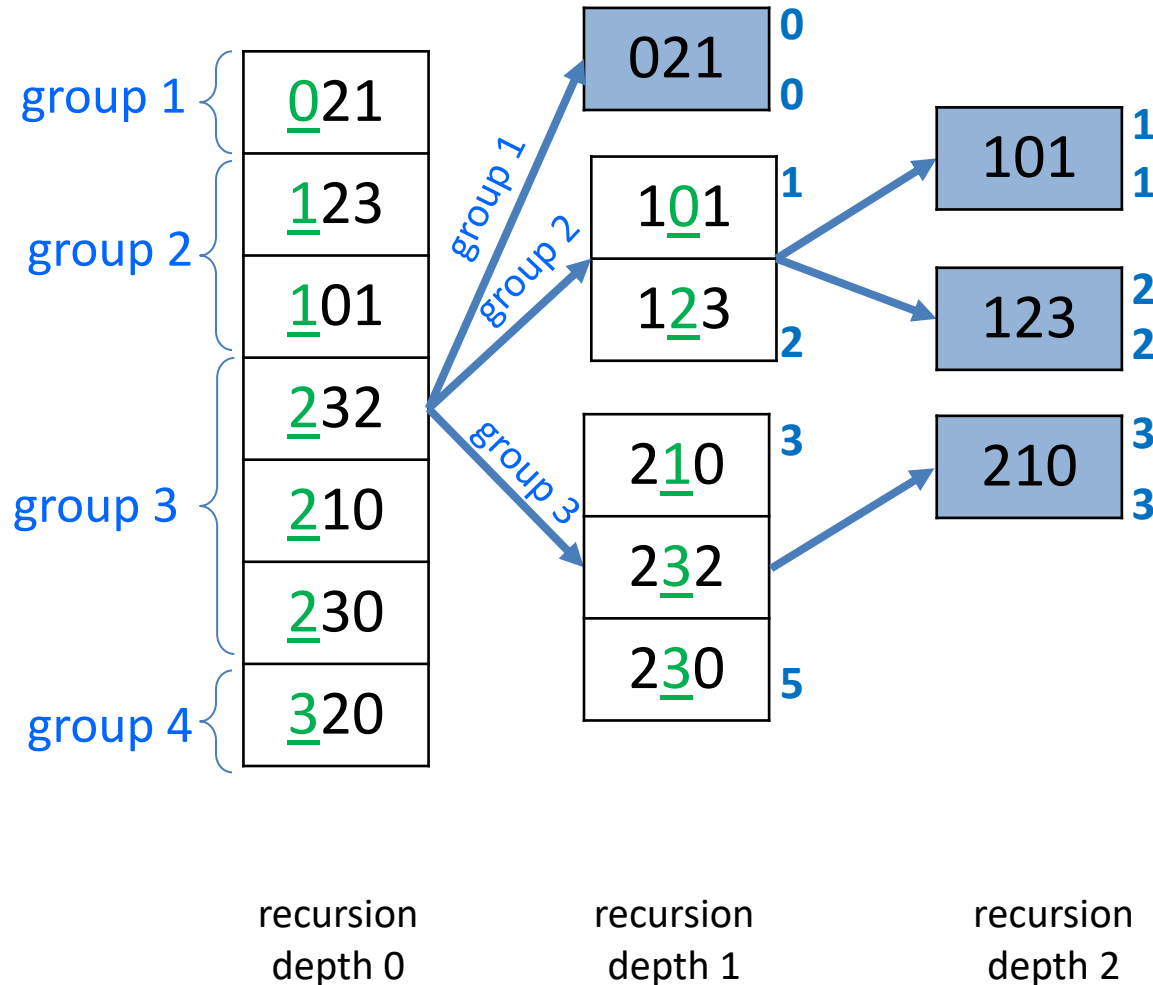 group 1
group 2
group 3
group 4
021
123
101
232
210
230
320
group 1
group 2
group 3
021
0
0
101
123
1
2
210
232
230
3
5
101
1
1
123
2
2
210
3
3
recursion
depth 0
recursion
depth 1
recursion
depth 2